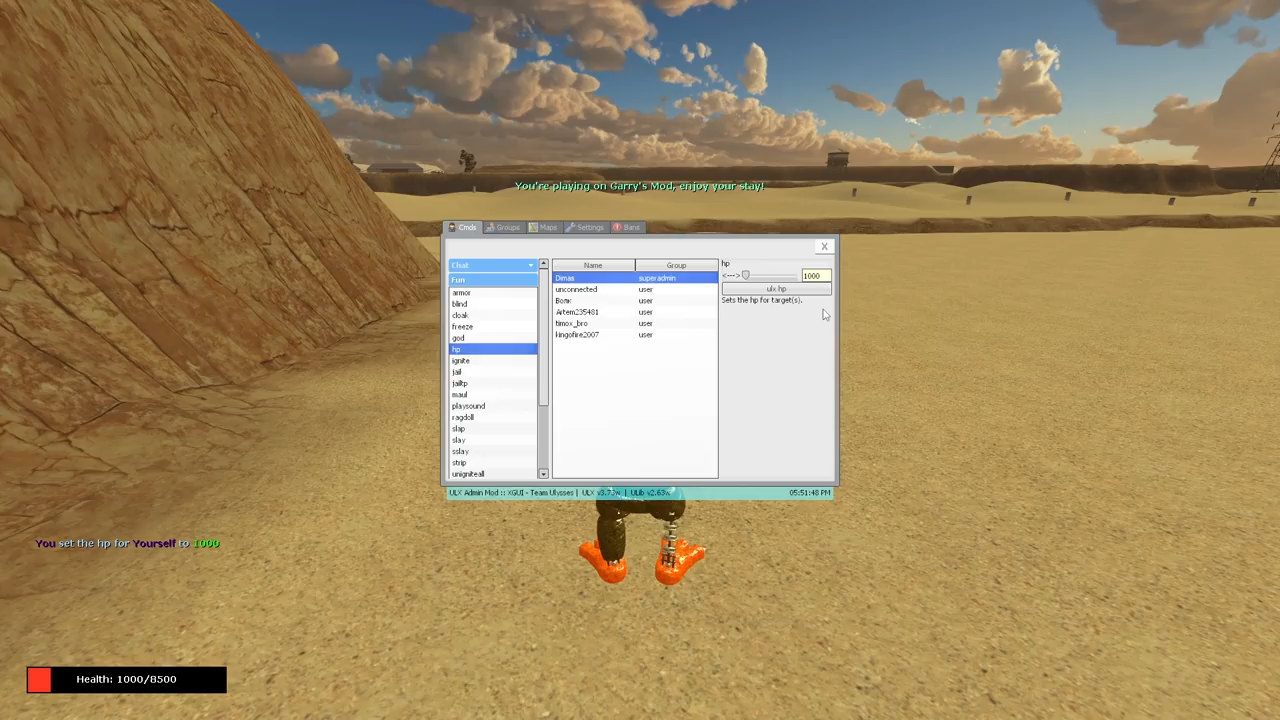 You're playing on Garry's Mod, enjoy your stay!
Cmds Groups Maps Settings Bans
X
Chat
Fun
armor
blind
cloak
freeze
god
hp
ignite
jail
jailtp
maul
playsound
ragdoll
slap
slay
sslay
strip
unigniteall
Name Group
Dimas superadmin
unconnected user
Волк user
Artem235481 user
timox_bro user
kingofire2007 user
hp
<---> 1000
ulx hp
Sets the hp for target(s).
ULX Admin Mod :: XGUI - Team Ulysses | ULX v3.73w | ULib v2.63w 05:51:48 PM
You set the hp for Yourself to 1000
Health: 1000/8500